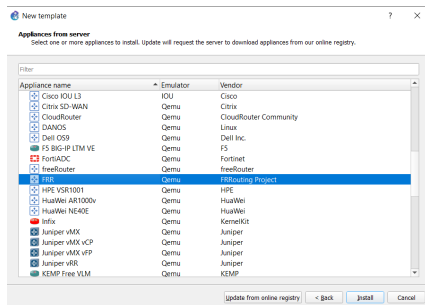 New template
? ×
Appliances from server
Select one or more appliances to install. Update will request the server to download appliances from our online registry.
Filter
Appliance name Emulator Vendor
Cisco IOU L3 IOU Cisco
Citrix SD-WAN Qemu Citrix
CloudRouter Qemu CloudRouter Community
DANOS Qemu Linux
Dell OS9 Qemu Dell Inc.
F5 BIG-IP LTM VE Qemu F5
FortiADC Qemu Fortinet
freeRouter Qemu freeRouter
FRR Qemu FRRouting Project
HPE VSR1001 Qemu HPE
HuaWei AR1000v Qemu HuaWei
HuaWei NE40E Qemu HuaWei
Infix Qemu KernelKit
Juniper vMX Qemu Juniper
Juniper vMX vCP Qemu Juniper
Juniper vMX vFP Qemu Juniper
Juniper vRR Qemu Juniper
KEMP Free VLM Qemu KEMP
Update from online registry < Back Install Cancel